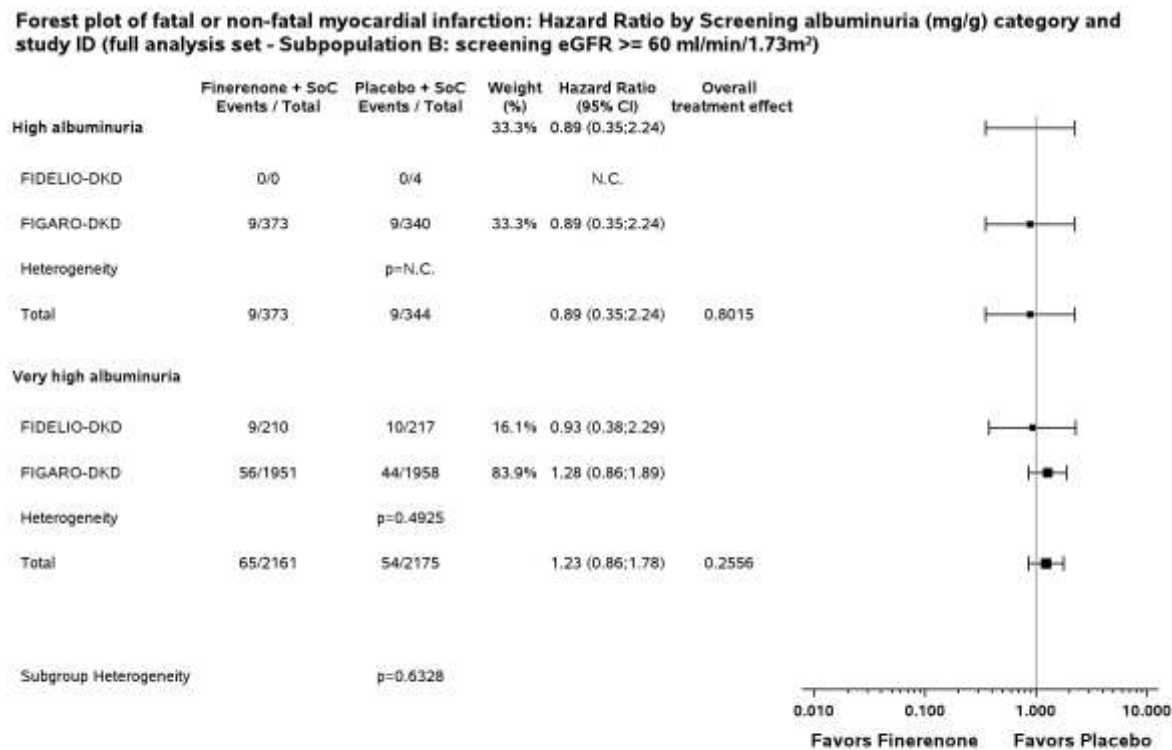 Forest plot of fatal or non-fatal myocardial infarction: Hazard Ratio by Screening albuminuria (mg/g) category and
study ID (full analysis set - Subpopulation B: screening eGFR >= 60 ml/min/1.73m²)
Finerenone + SoC Placebo + SoC Weight Hazard Ratio Overall
Events / Total Events / Total (%) (95% CI) treatment effect
High albuminuria 33.3% 0.89 (0.35;2.24)
FIDELIO-DKD 0/0 0/4 N.C.
FIGARO-DKD 9/373 9/340 33.3% 0.89 (0.35;2.24)
Heterogeneity p=N.C.
Total 9/373 9/344 0.89 (0.35;2.24) 0.8015
Very high albuminuria
FIDELIO-DKD 9/210 10/217 16.1% 0.93 (0.38;2.29)
FIGARO-DKD 56/1951 44/1958 83.9% 1.28 (0.86;1.89)
Heterogeneity p=0.4925
Total 65/2161 54/2175 1.23 (0.86;1.78) 0.2556
Subgroup Heterogeneity p=0.6328
0.010 0.100 1.000 10.000
Favors Finerenone Favors Placebo